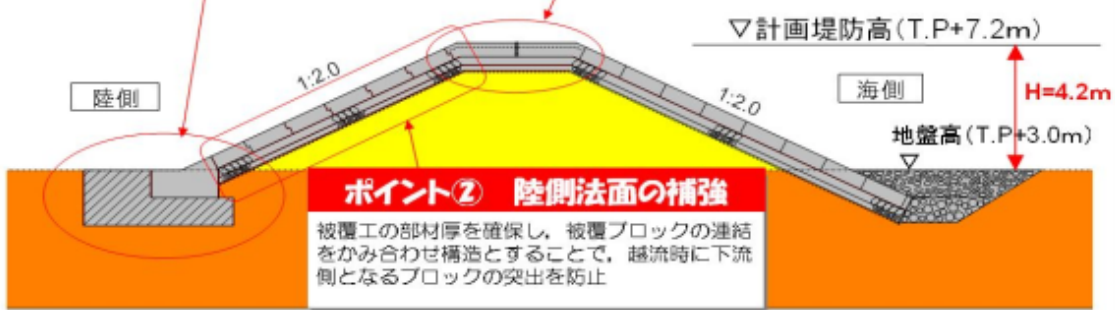 ▽計画堤防高(T.P+7.2m)
1:2.0
陸側
1:2.0
海側
H=4.2m
地盤高(T.P+3.0m)
▽
ポイント② 陸側法面の補強
被覆工の部材厚を確保し，被覆ブロックの連結
をかみ合わせ構造とすることで，越流時に下流
側となるブロックの突出を防止